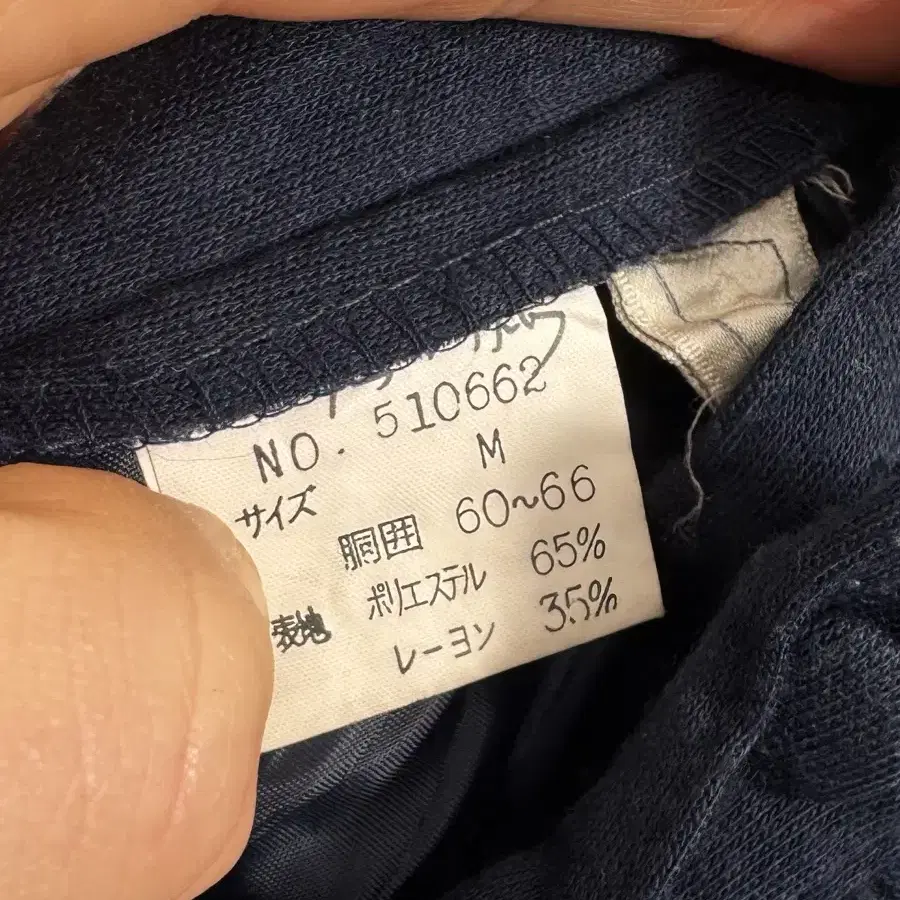 NO. 510662
サイズ M
胴囲 60~66
表地 ポリエステル 65%
レーヨン 35%